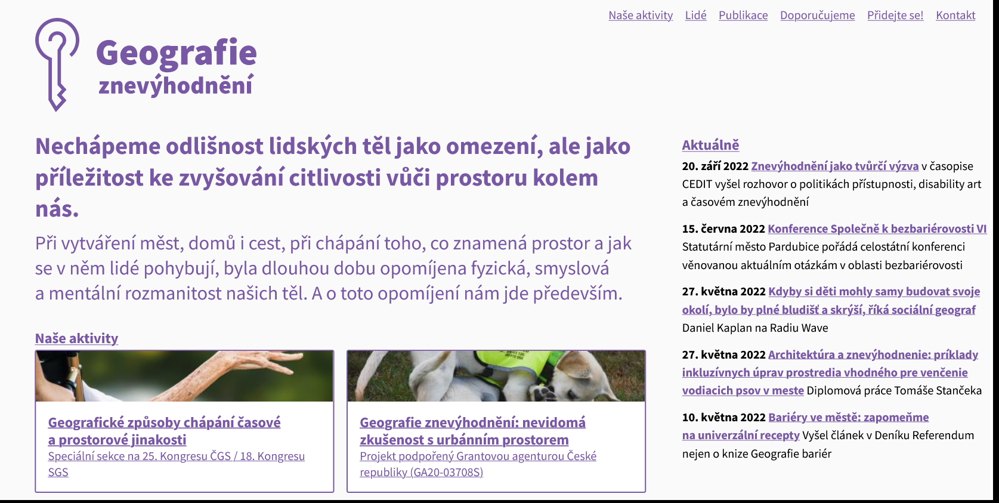 Naše aktivity Lidé Publikace Doporučujeme Přidejte se! Kontakt
Geografie
znevýhodnění
Nechápeme odlišnost lidských těl jako omezení, ale jako
příležitost ke zvyšování citlivosti vůči prostoru kolem
nás.
Při vytváření měst, domů i cest, při chápání toho, co znamená prostor a jak
se v něm lidé pohybují, byla dlouhou dobu opomíjena fyzická, smyslová
a mentální rozmanitost našich těl. A o toto opomíjení nám jde především.
Naše aktivity
Geografické způsoby chápání časové
a prostorové jinakosti
Speciální sekce na 25. Kongresu ČGS / 18. Kongresu
SGS
Geografie znevýhodnění: nevidomá
zkušenost s urbánním prostorem
Projekt podpořený Grantovou agenturou České
republiky (GA20-03708S)
Aktuálně
20. září 2022 Znevýhodnění jako tvůrčí výzva v časopise
CEDIT vyšel rozhovor o politikách přístupnosti, disability art
a časovém znevýhodnění
15. června 2022 Konference Společně k bezbariérovosti VI
Statutární město Pardubice pořádá celostátní konferenci
věnovanou aktuálním otázkám v oblasti bezbariérovosti
27. května 2022 Kdyby si děti mohly samy budovat svoje
okolí, bylo by plné bludišť a skrýší, říká sociální geograf
Daniel Kaplan na Radiu Wave
27. května 2022 Architektúra a znevýhodnenie: príklady
inkluzívnych úprav prostredia vhodného pre venčenie
vodiacich psov v meste Diplomová práce Tomáše Stančeka
10. května 2022 Bariéry ve městě: zapomeňme
na univerzální recepty Vyšel článek v Deníku Referendum
nejen o knize Geografie bariér